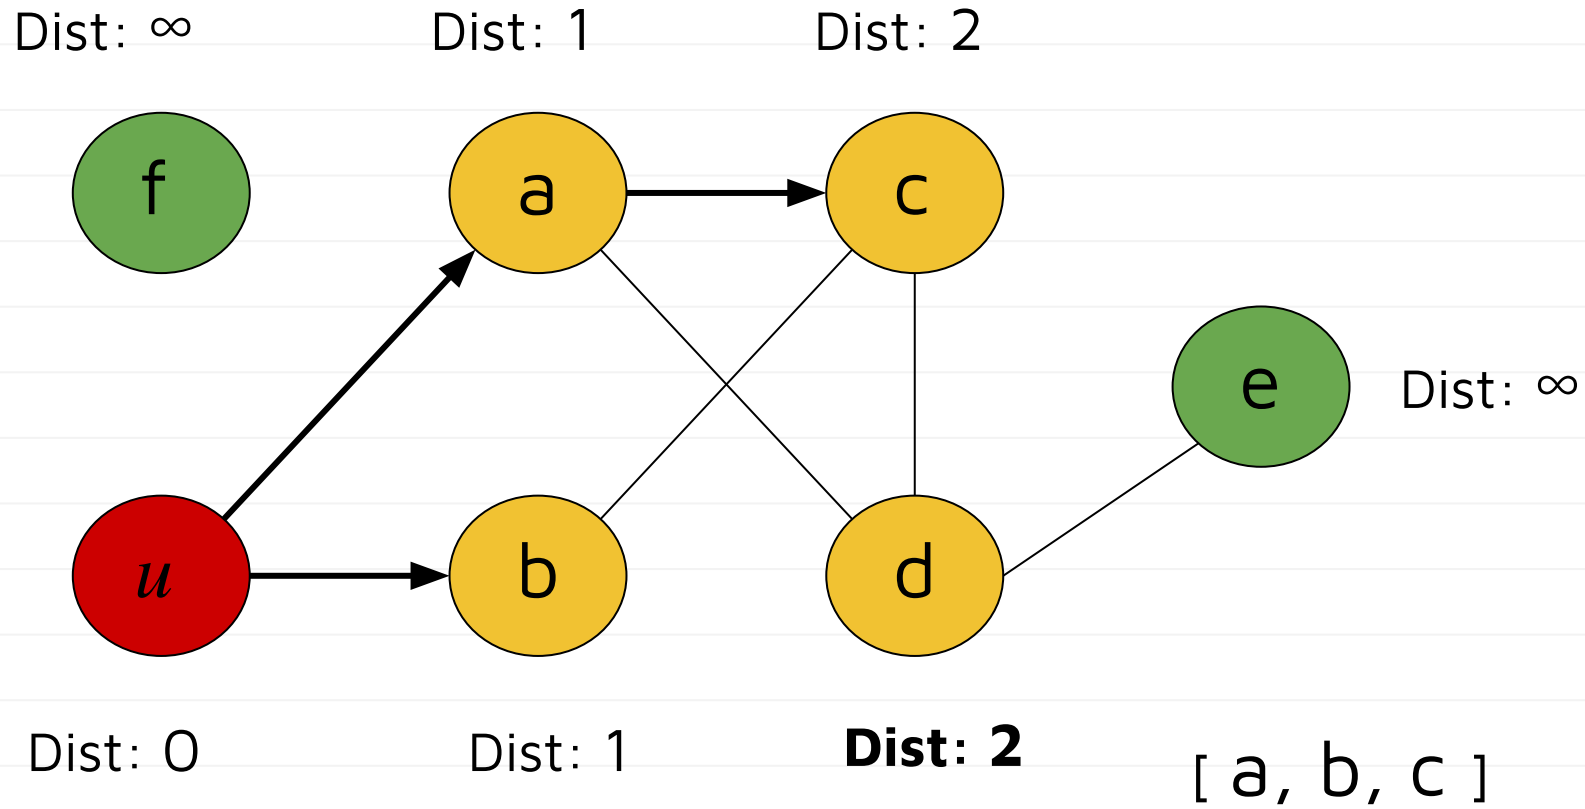 Dist: ∞
Dist: 1
Dist: 2
f
a
c
e
Dist: ∞
u
b
d
Dist: 0
Dist: 1
Dist: 2
[ a, b, c ]